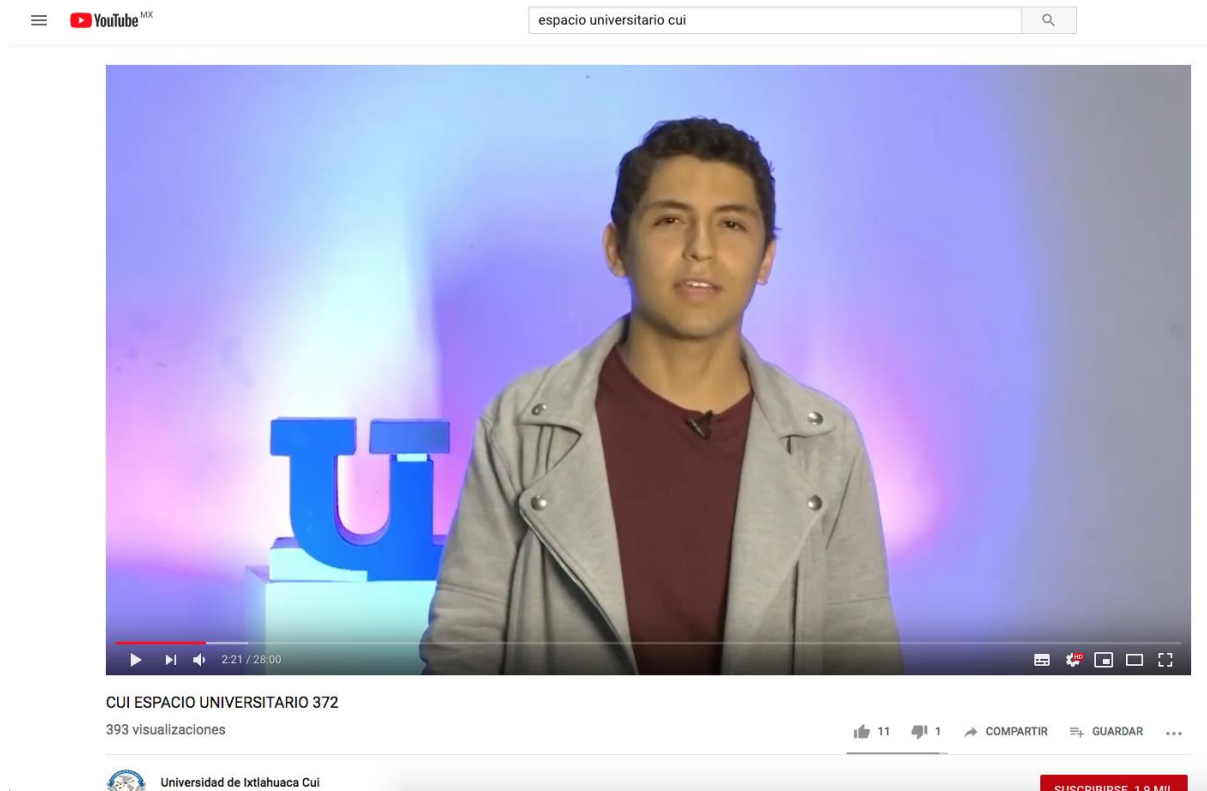 YouTube MX
espacio universitario cui
U
2:21 / 28:00
HD
CUI ESPACIO UNIVERSITARIO 372
393 visualizaciones
11 1 COMPARTIR GUARDAR
Universidad de Ixtlahuaca Cui
SUSCRIBIRSE 1.9 MIL